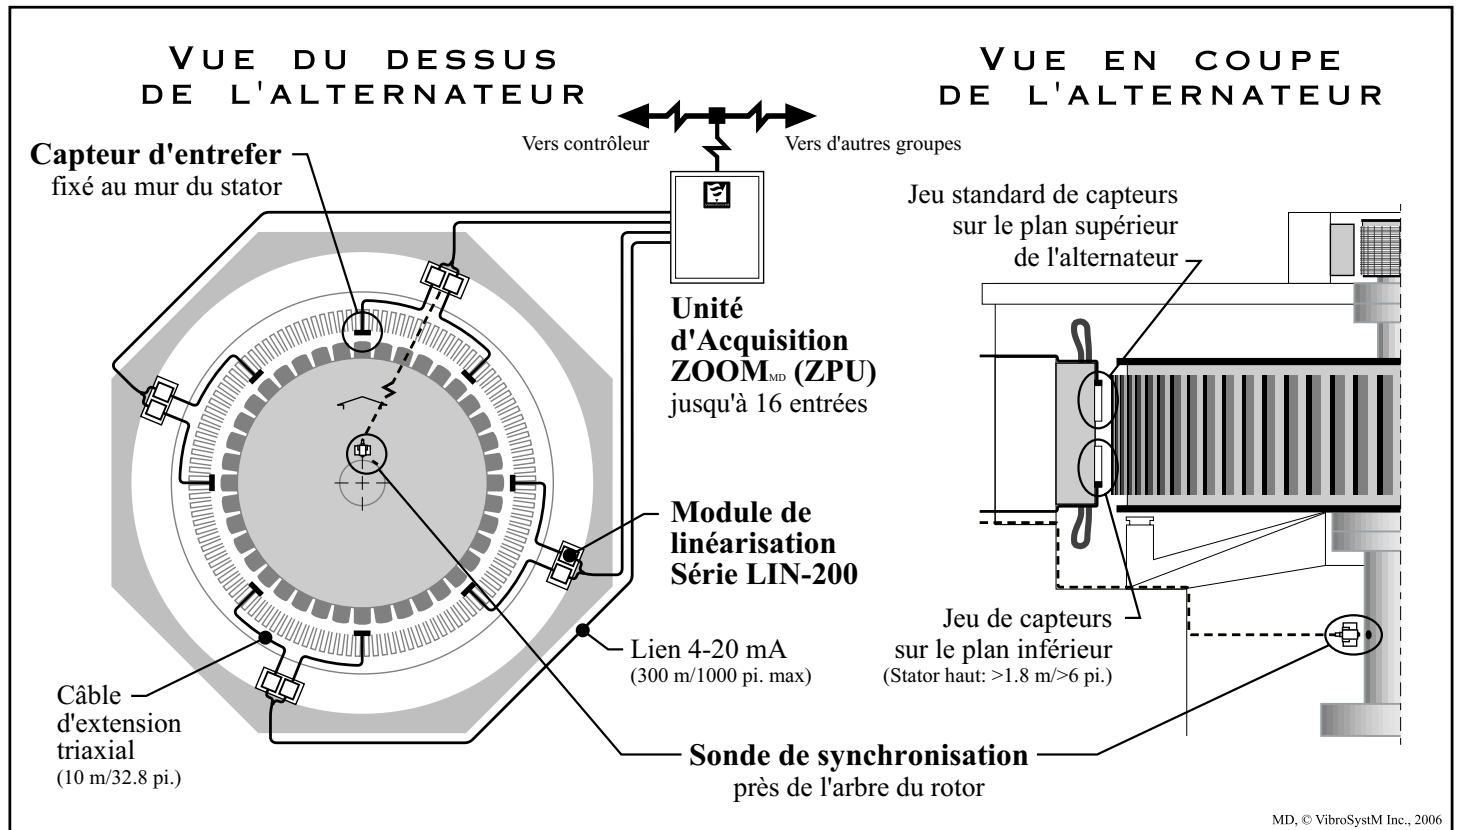 VUE DU DESSUS
DE L'ALTERNATEUR
VUE EN COUPE
DE L'ALTERNATEUR
Vers contrôleur
Vers d'autres groupes
Capteur d'entrefer
fixé au mur du stator
Jeu standard de capteurs
sur le plan supérieur
de l'alternateur
Unité
d'Acquisition
ZOOMMD (ZPU)
jusqu'à 16 entrées
Module de
linéarisation
Série LIN-200
Lien 4-20 mA
(300 m/1000 pi. max)
Jeu de capteurs
sur le plan inférieur
(Stator haut: >1.8 m/>6 pi.)
Câble
d'extension
triaxial
(10 m/32.8 pi.)
Sonde de synchronisation
près de l'arbre du rotor
MD, © VibroSystM Inc., 2006